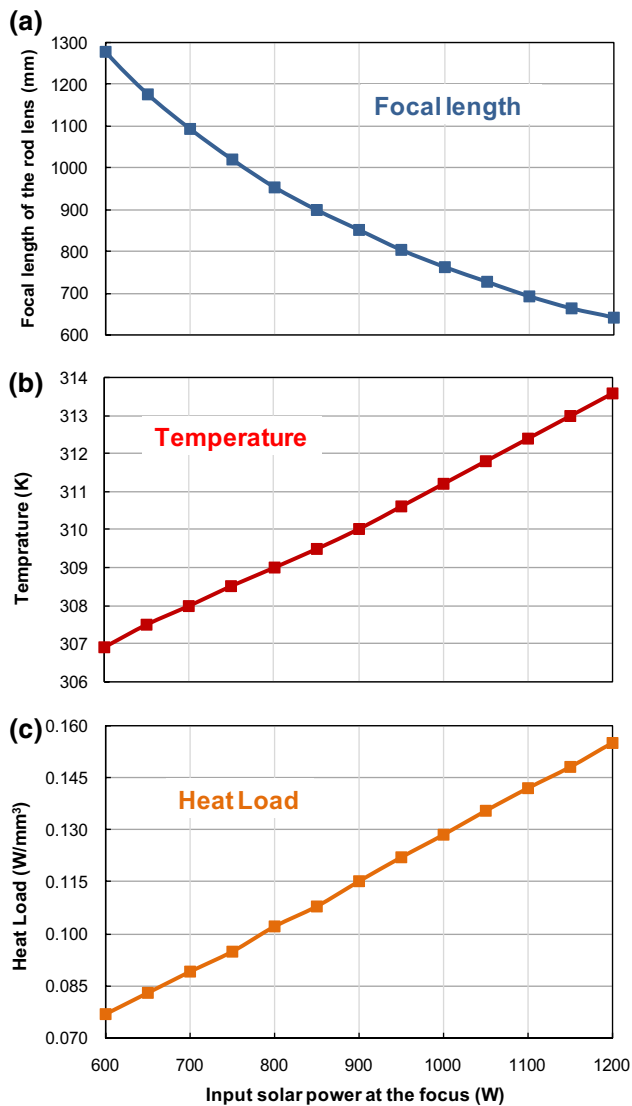 (a)
Focal length of the rod lens (mm)
1300
1200
1100
1000
900
800
700
600
Focal length
(b)
Temprature (K)
314
313
312
311
310
309
308
307
306
Temperature
(c)
Heat Load (W/mm³)
0.160
0.145
0.130
0.115
0.100
0.085
0.070
Heat Load
600 700 800 900 1000 1100 1200
Input solar power at the focus (W)